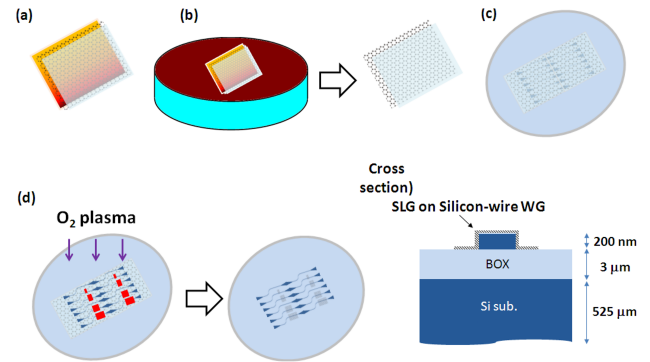 (a)
(b)
(c)
(d)
O₂ plasma
Cross
section)
SLG on Silicon-wire WG
200 nm
BOX
3 μm
Si sub.
525 μm